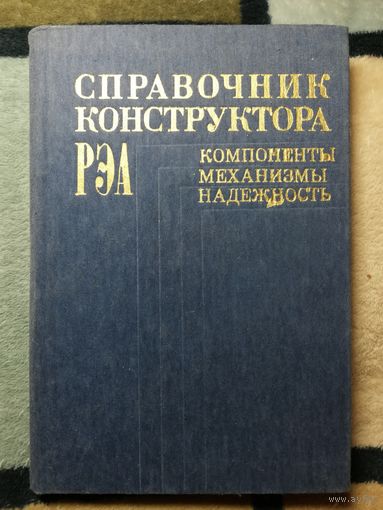 СПРАВОЧНИК
КОНСТРУКТОРА
РЭА
КОМПОНЕНТЫ
МЕХАНИЗМЫ
НАДЕЖНОСТЬ